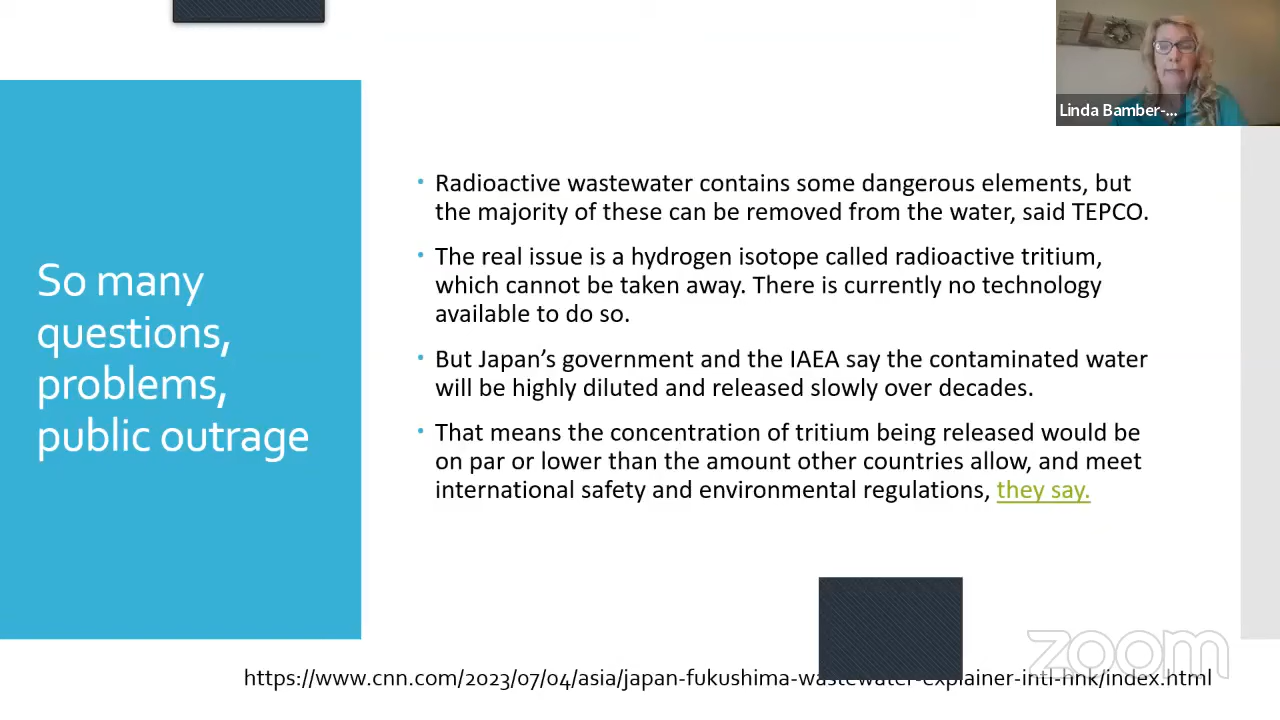 Linda Bamber-...
So many
questions,
problems,
public outrage
• Radioactive wastewater contains some dangerous elements, but
the majority of these can be removed from the water, said TEPCO.
• The real issue is a hydrogen isotope called radioactive tritium,
which cannot be taken away. There is currently no technology
available to do so.
• But Japan’s government and the IAEA say the contaminated water
will be highly diluted and released slowly over decades.
• That means the concentration of tritium being released would be
on par or lower than the amount other countries allow, and meet
international safety and environmental regulations, they say.
zoom
https://www.cnn.com/2023/07/04/asia/japan-fukushima-wastewater-explainer-intl-hnk/index.html